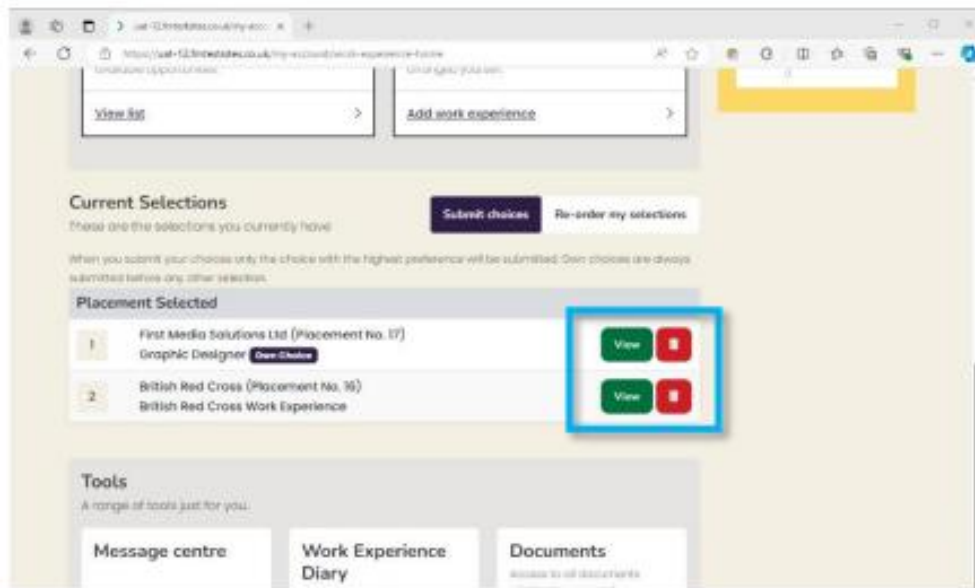 available opportunities.
changed yourself.
View list
Add work experience
Current Selections
These are the selections you currently have
Submit choices
Re-order my selections
When you submit your choices only the choice with the highest preference will be submitted. Own choices are always
submitted before any other selection.
Placement Selected
1
First Media Solutions Ltd (Placement No. 17)
Graphic Designer Own Choice
View
2
British Red Cross (Placement No. 16)
British Red Cross Work Experience
View
Tools
A range of tools just for you.
Message centre
Work Experience
Diary
Documents
Access to all documents